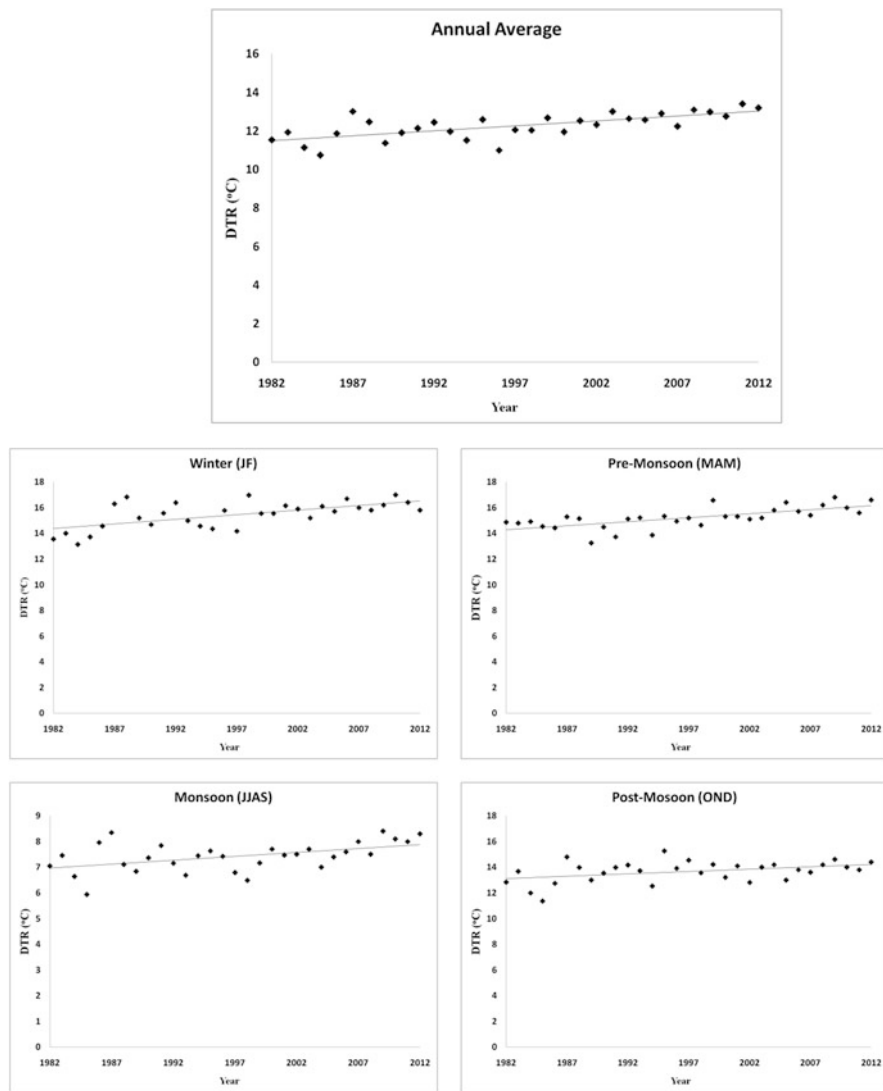 Annual Average
16
14
12
10
8
6
4
2
0
DTR (°C)
1982 1987 1992 1997 2002 2007 2012
Year
Winter (JF)
18
16
14
12
10
8
6
4
2
0
DTR (°C)
1982 1987 1992 1997 2002 2007 2012
Year
Pre-Monsoon (MAM)
18
16
14
12
10
8
6
4
2
0
DTR (°C)
1982 1987 1992 1997 2002 2007 2012
Year
Monsoon (JJAS)
9
8
7
6
5
4
3
2
1
0
DTR (°C)
1982 1987 1992 1997 2002 2007 2012
Year
Post-Mosoon (OND)
18
16
14
12
10
8
6
4
2
0
DTR (°C)
1982 1987 1992 1997 2002 2007 2012
Year